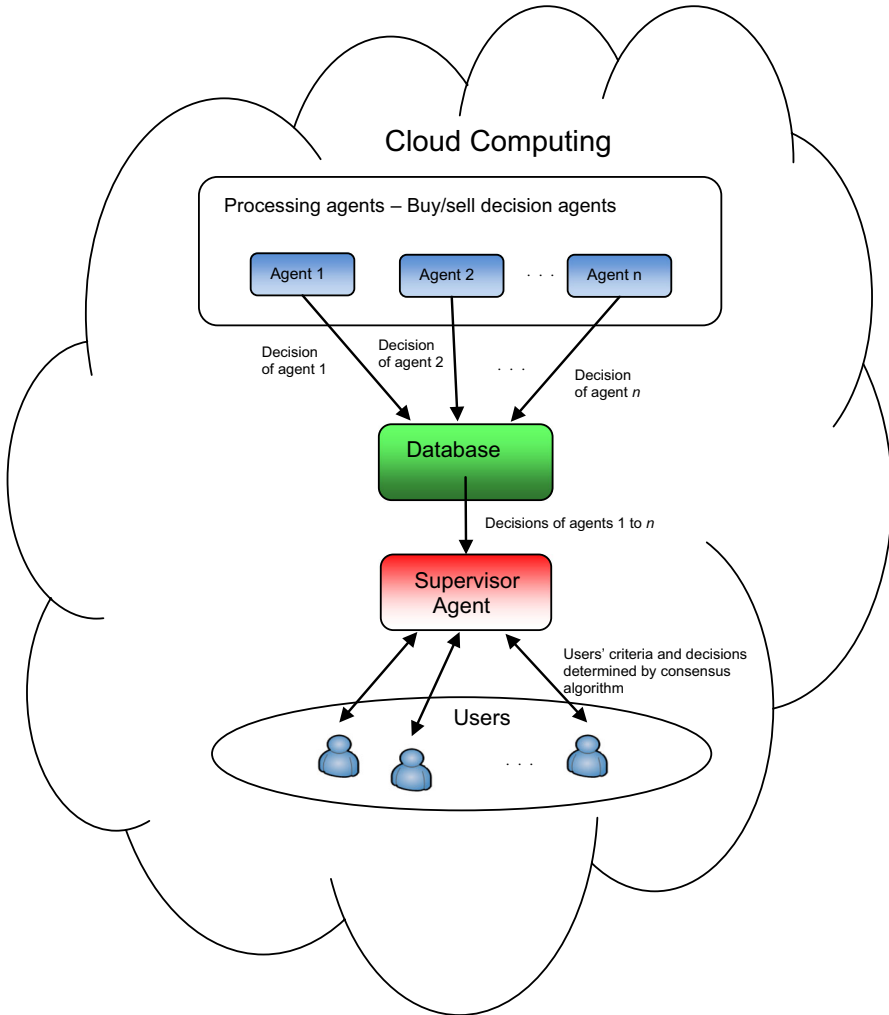 Cloud Computing
Processing agents – Buy/sell decision agents
Agent 1
Agent 2
. . .
Agent n
Decision
of agent 1
Decision
of agent 2
. . .
Decision
of agent n
Database
Decisions of agents 1 to n
Supervisor
Agent
Users' criteria and decisions
determined by consensus
algorithm
Users
. . .